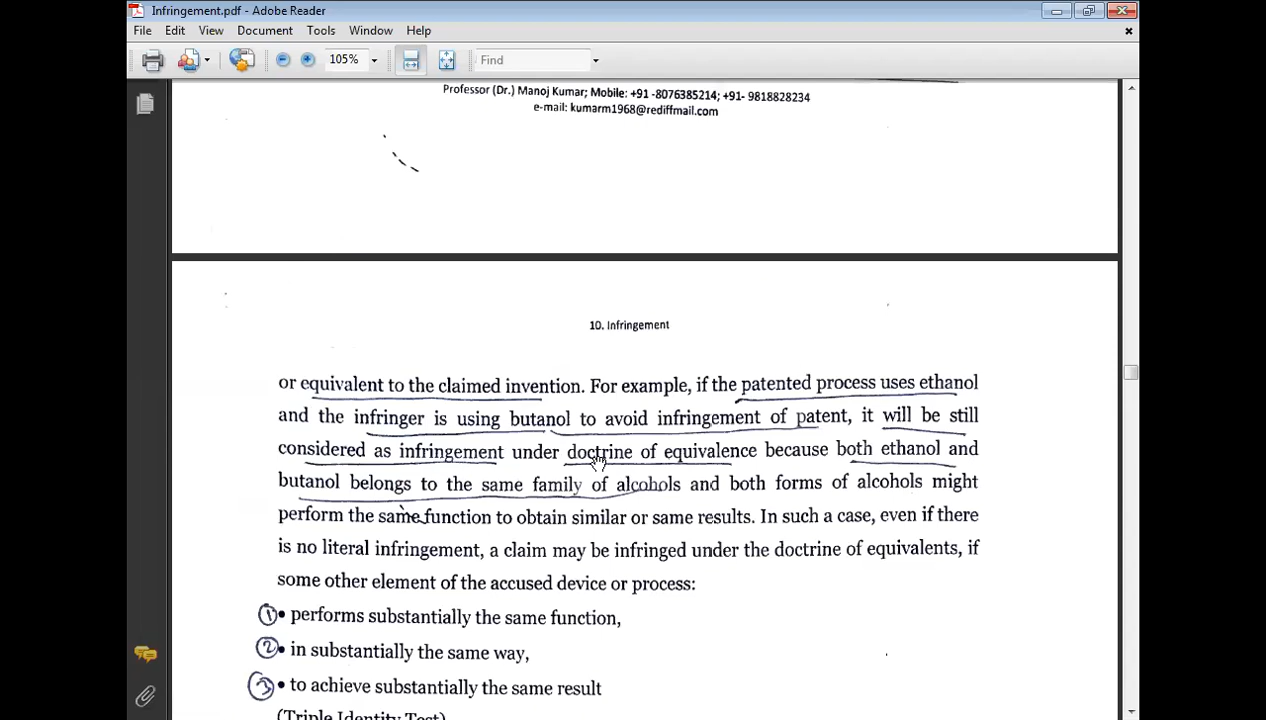 Infringement.pdf - Adobe Reader
File Edit View Document Tools Window Help
105% Find
Professor (Dr.) Manoj Kumar; Mobile: +91 -8076385214; +91- 9818828234
e-mail: kumarm1968@rediffmail.com
10. Infringement
or equivalent to the claimed invention. For example, if the patented process uses ethanol
and the infringer is using butanol to avoid infringement of patent, it will be still
considered as infringement under doctrine of equivalence because both ethanol and
butanol belongs to the same family of alcohols and both forms of alcohols might
perform the same function to obtain similar or same results. In such a case, even if there
is no literal infringement, a claim may be infringed under the doctrine of equivalents, if
some other element of the accused device or process:
1 • performs substantially the same function,
2 • in substantially the same way,
3 • to achieve substantially the same result
(Triple Identity Test)